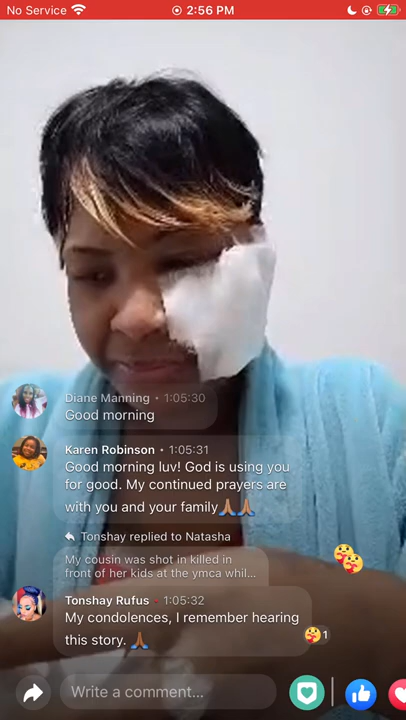 No Service 2:56 PM
Diane Manning • 1:05:30
Good morning
Karen Robinson • 1:05:31
Good morning luv! God is using you
for good. My continued prayers are
with you and your family🙏🏾🙏🏾
Tonshay replied to Natasha
My cousin was shot in killed in
front of her kids at the ymca whil...
Tonshay Rufus • 1:05:32
My condolences, I remember hearing
this story. 🙏🏾
1
Write a comment...